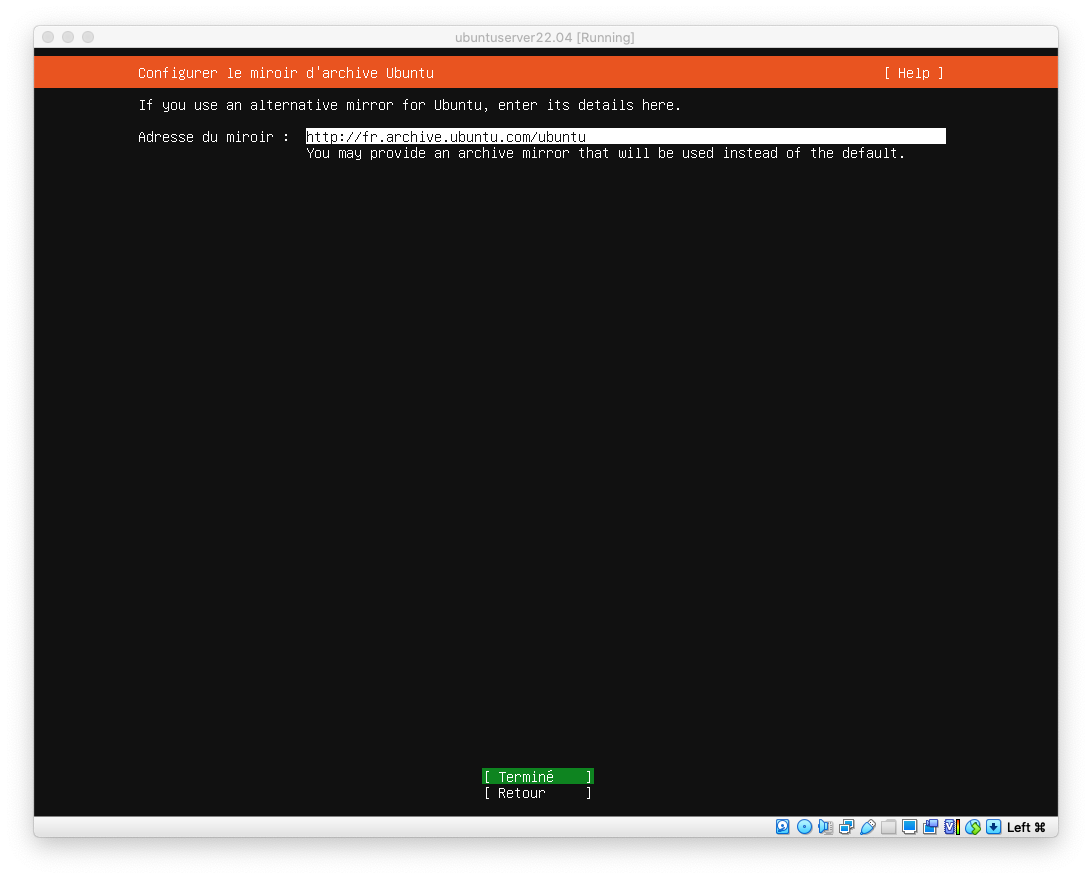 ubuntuserver22.04 [Running]
Configurer le miroir d'archive Ubuntu [ Help ]
If you use an alternative mirror for Ubuntu, enter its details here.
Adresse du miroir : http://fr.archive.ubuntu.com/ubuntu
You may provide an archive mirror that will be used instead of the default.
[ Terminé ]
[ Retour ]
Left ⌘